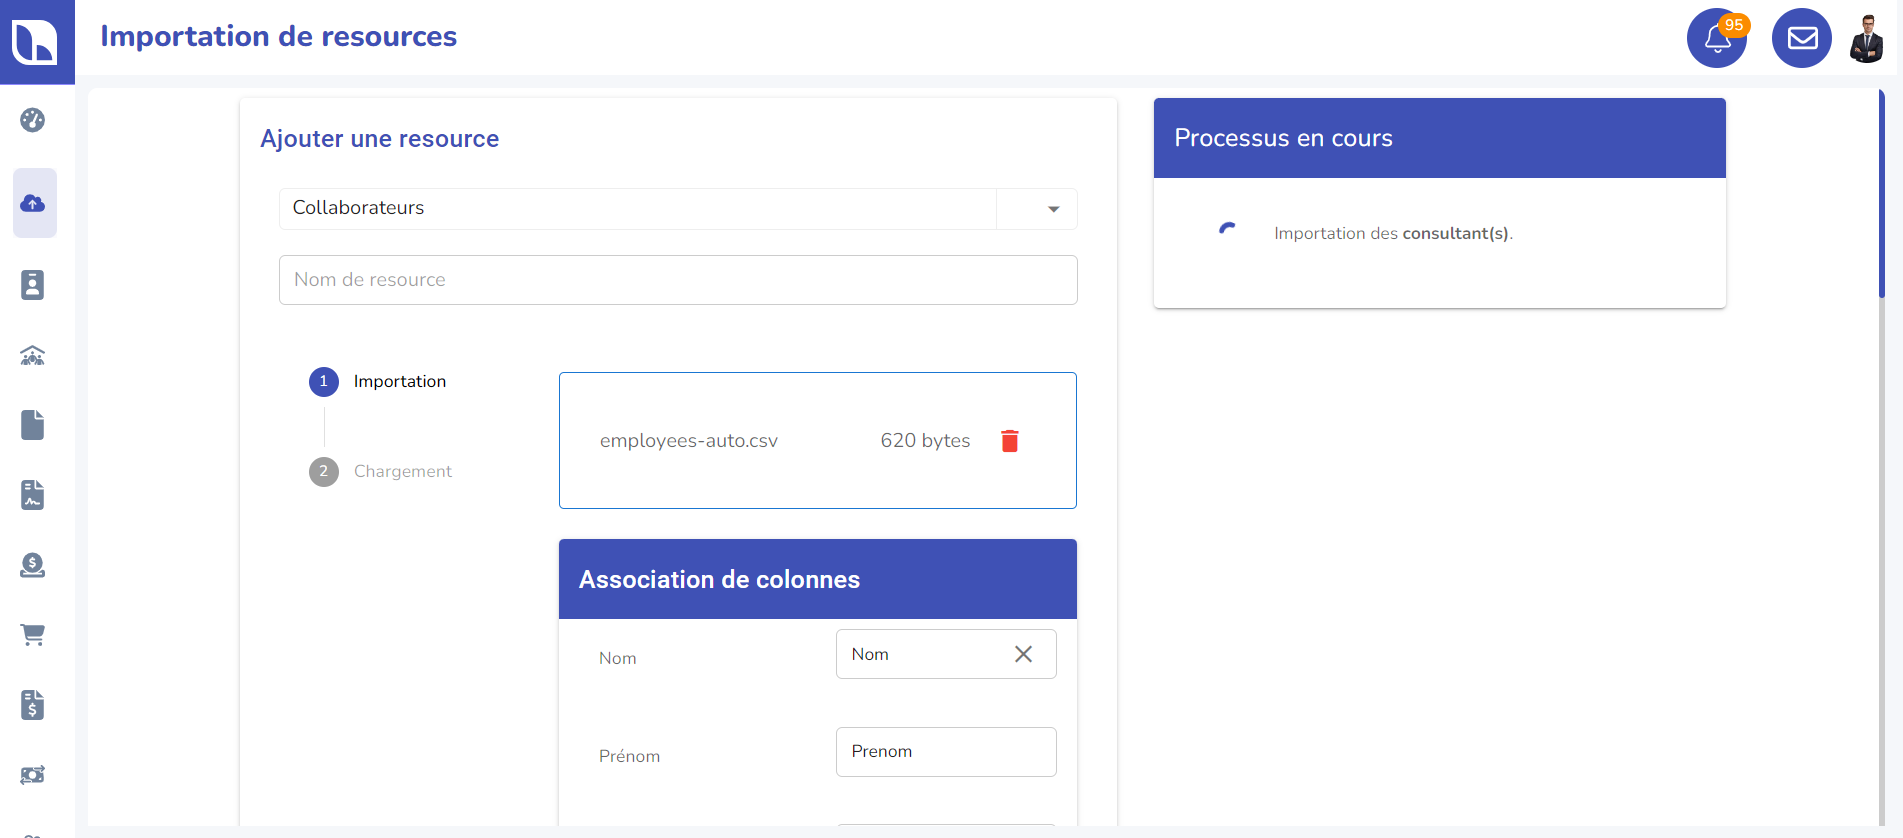 Importation de resources
95
Ajouter une resource
Collaborateurs
Nom de resource
1 Importation
2 Chargement
employees-auto.csv 620 bytes
Association de colonnes
Nom Nom
Prénom Prenom
Processus en cours
Importation des consultant(s).